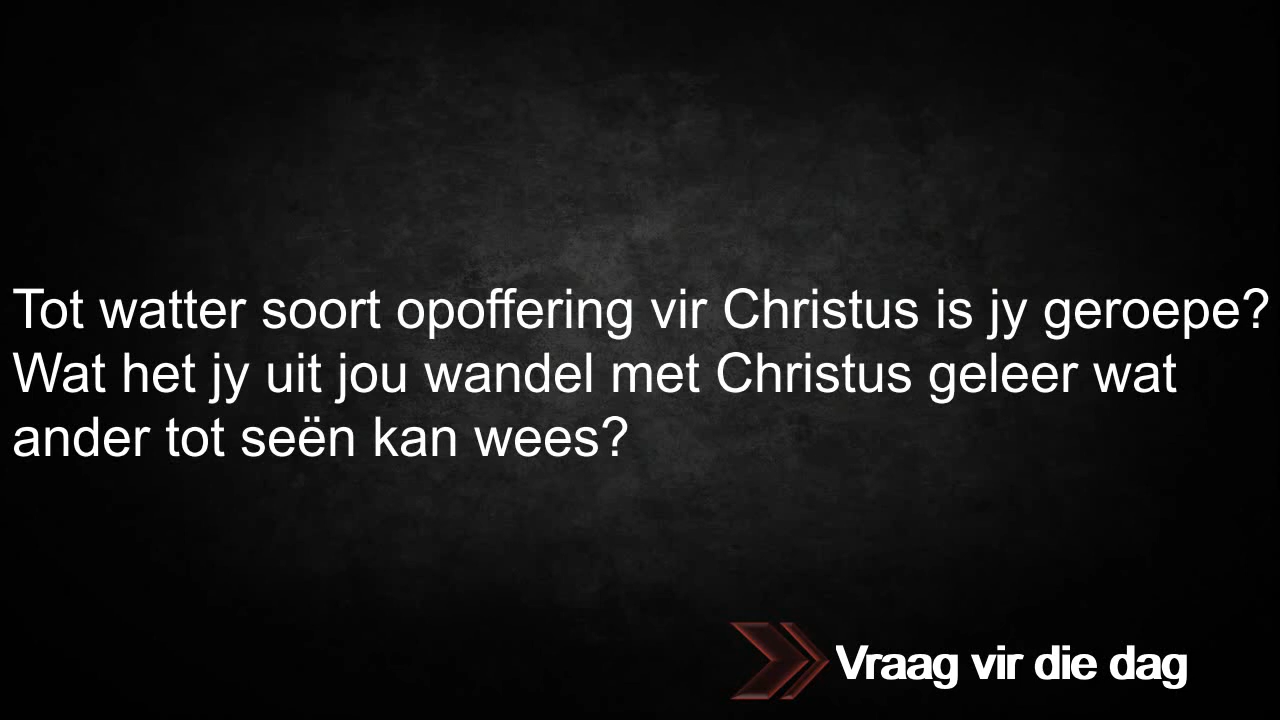 Tot watter soort opoffering vir Christus is jy geroepe?
Wat het jy uit jou wandel met Christus geleer wat
ander tot seën kan wees?
Vraag vir die dag